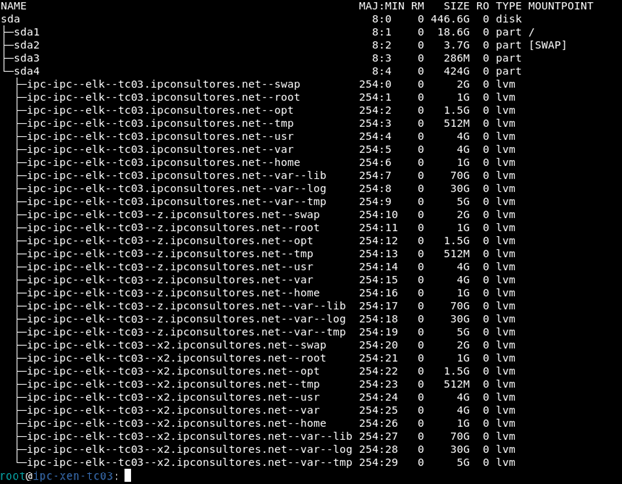 NAME MAJ:MIN RM SIZE RO TYPE MOUNTPOINT
sda 8:0 0 446.6G 0 disk
├─sda1 8:1 0 18.6G 0 part /
├─sda2 8:2 0 3.7G 0 part [SWAP]
├─sda3 8:3 0 286M 0 part
└─sda4 8:4 0 424G 0 part
├─ipc-ipc--elk--tc03.ipconsultores.net--swap 254:0 0 2G 0 lvm
├─ipc-ipc--elk--tc03.ipconsultores.net--root 254:1 0 1G 0 lvm
├─ipc-ipc--elk--tc03.ipconsultores.net--opt 254:2 0 1.5G 0 lvm
├─ipc-ipc--elk--tc03.ipconsultores.net--tmp 254:3 0 512M 0 lvm
├─ipc-ipc--elk--tc03.ipconsultores.net--usr 254:4 0 4G 0 lvm
├─ipc-ipc--elk--tc03.ipconsultores.net--var 254:5 0 4G 0 lvm
├─ipc-ipc--elk--tc03.ipconsultores.net--home 254:6 0 1G 0 lvm
├─ipc-ipc--elk--tc03.ipconsultores.net--var--lib 254:7 0 70G 0 lvm
├─ipc-ipc--elk--tc03.ipconsultores.net--var--log 254:8 0 30G 0 lvm
├─ipc-ipc--elk--tc03.ipconsultores.net--var--tmp 254:9 0 5G 0 lvm
├─ipc-ipc--elk--tc03--z.ipconsultores.net--swap 254:10 0 2G 0 lvm
├─ipc-ipc--elk--tc03--z.ipconsultores.net--root 254:11 0 1G 0 lvm
├─ipc-ipc--elk--tc03--z.ipconsultores.net--opt 254:12 0 1.5G 0 lvm
├─ipc-ipc--elk--tc03--z.ipconsultores.net--tmp 254:13 0 512M 0 lvm
├─ipc-ipc--elk--tc03--z.ipconsultores.net--usr 254:14 0 4G 0 lvm
├─ipc-ipc--elk--tc03--z.ipconsultores.net--var 254:15 0 4G 0 lvm
├─ipc-ipc--elk--tc03--z.ipconsultores.net--home 254:16 0 1G 0 lvm
├─ipc-ipc--elk--tc03--z.ipconsultores.net--var--lib 254:17 0 70G 0 lvm
├─ipc-ipc--elk--tc03--z.ipconsultores.net--var--log 254:18 0 30G 0 lvm
├─ipc-ipc--elk--tc03--z.ipconsultores.net--var--tmp 254:19 0 5G 0 lvm
├─ipc-ipc--elk--tc03--x2.ipconsultores.net--swap 254:20 0 2G 0 lvm
├─ipc-ipc--elk--tc03--x2.ipconsultores.net--root 254:21 0 1G 0 lvm
├─ipc-ipc--elk--tc03--x2.ipconsultores.net--opt 254:22 0 1.5G 0 lvm
├─ipc-ipc--elk--tc03--x2.ipconsultores.net--tmp 254:23 0 512M 0 lvm
├─ipc-ipc--elk--tc03--x2.ipconsultores.net--usr 254:24 0 4G 0 lvm
├─ipc-ipc--elk--tc03--x2.ipconsultores.net--var 254:25 0 4G 0 lvm
├─ipc-ipc--elk--tc03--x2.ipconsultores.net--home 254:26 0 1G 0 lvm
├─ipc-ipc--elk--tc03--x2.ipconsultores.net--var--lib 254:27 0 70G 0 lvm
├─ipc-ipc--elk--tc03--x2.ipconsultores.net--var--log 254:28 0 30G 0 lvm
└─ipc-ipc--elk--tc03--x2.ipconsultores.net--var--tmp 254:29 0 5G 0 lvm
root@ipc-xen-tc03: